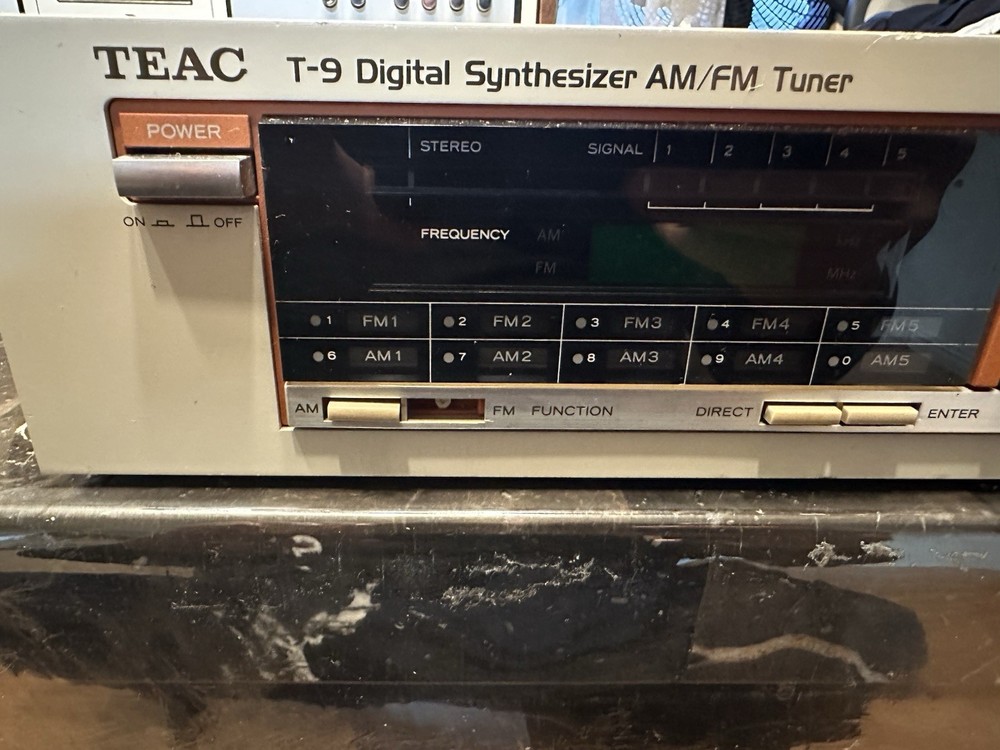 TEAC T-9 Digital Synthesizer AM/FM Tuner
POWER
ON OFF
STEREO SIGNAL 1 2 3 4 5
FREQUENCY AM kHz
FM MHz
1 FM1 2 FM2 3 FM3 4 FM4 5 FM5
6 AM1 7 AM2 8 AM3 9 AM4 0 AM5
AM FM FUNCTION DIRECT ENTER